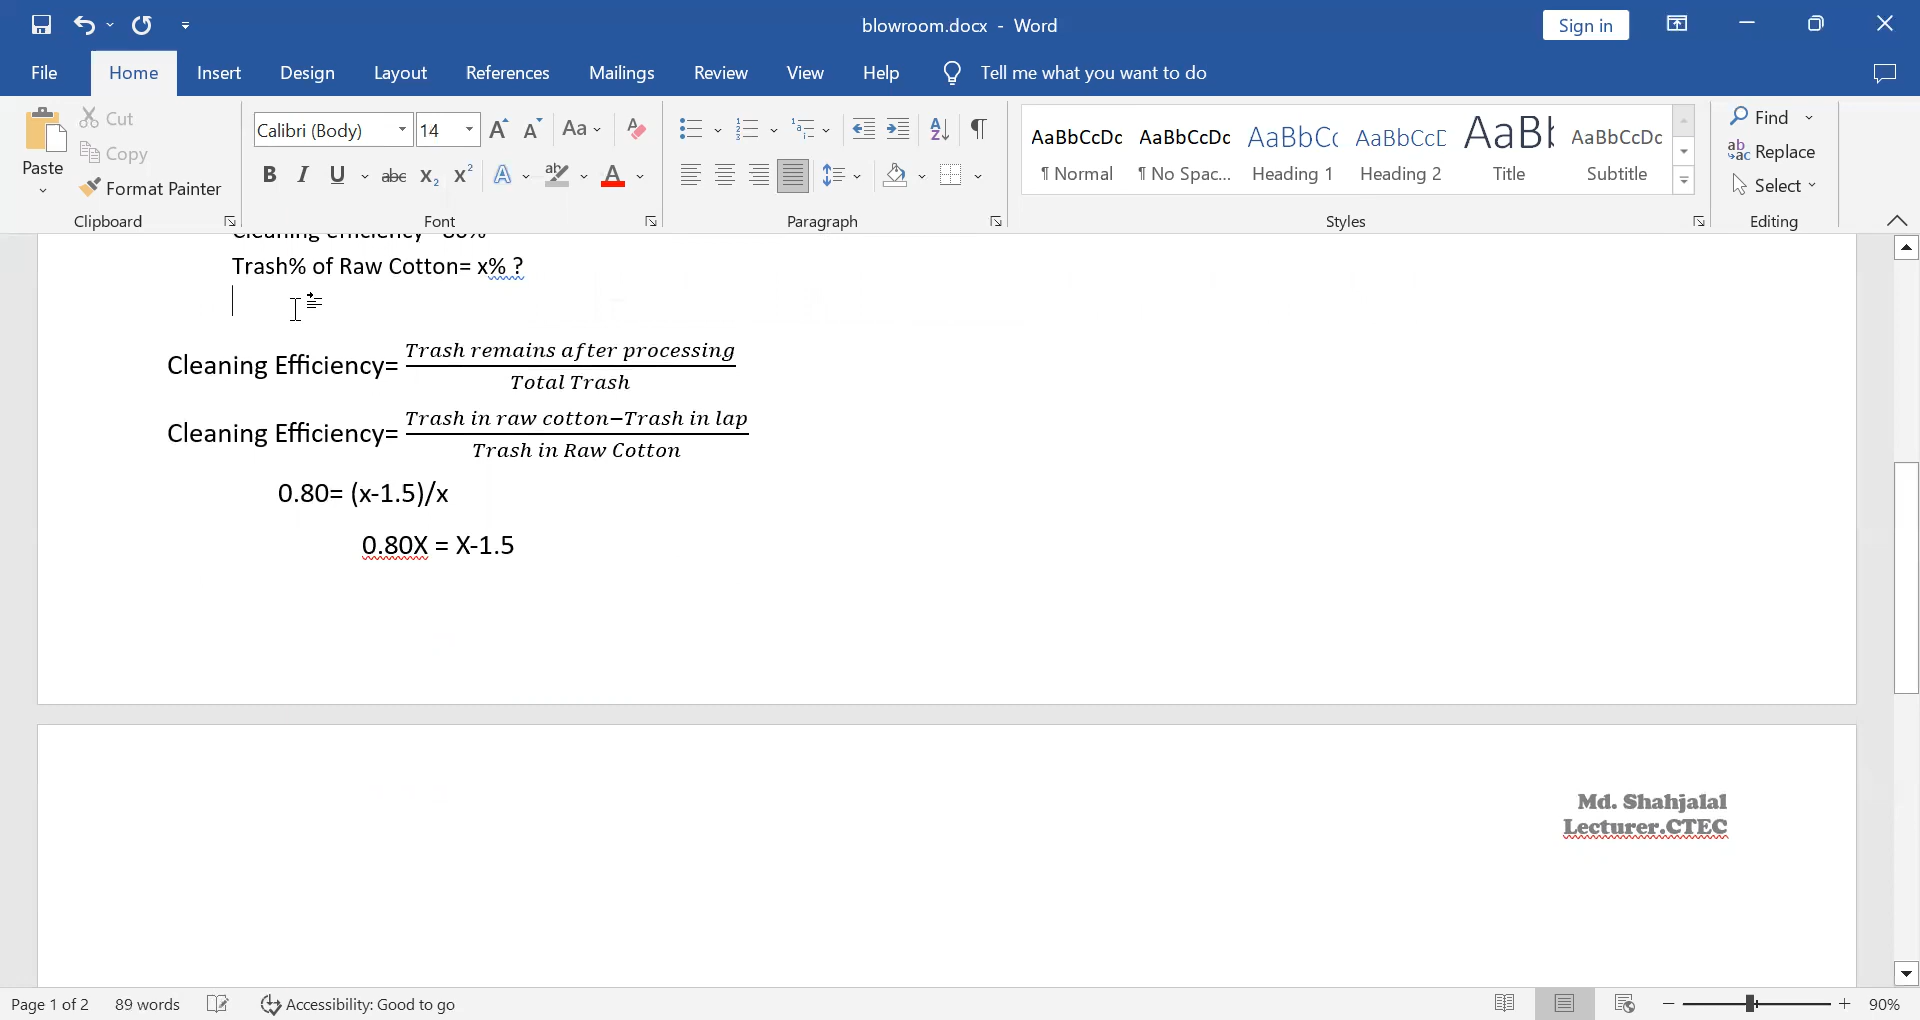 blowroom.docx - Word
Sign in
File Home Insert Design Layout References Mailings Review View Help Tell me what you want to do
Paste
Cut
Copy
Format Painter
Clipboard
Calibri (Body) 14
Font
Paragraph
AaBbCcDc AaBbCcDc AaBbCc AaBbCcD AaBb AaBbCcDc
¶ Normal ¶ No Spac... Heading 1 Heading 2 Title Subtitle
Styles
Find
Replace
Select
Editing
Trash% of Raw Cotton= x% ?
Cleaning Efficiency= Trash remains after processing
Total Trash
Cleaning Efficiency= Trash in raw cotton−Trash in lap
Trash in Raw Cotton
0.80= (x-1.5)/x
0.80X = X-1.5
Md. Shahjalal
Lecturer.CTEC
Page 1 of 2 89 words Accessibility: Good to go 90%